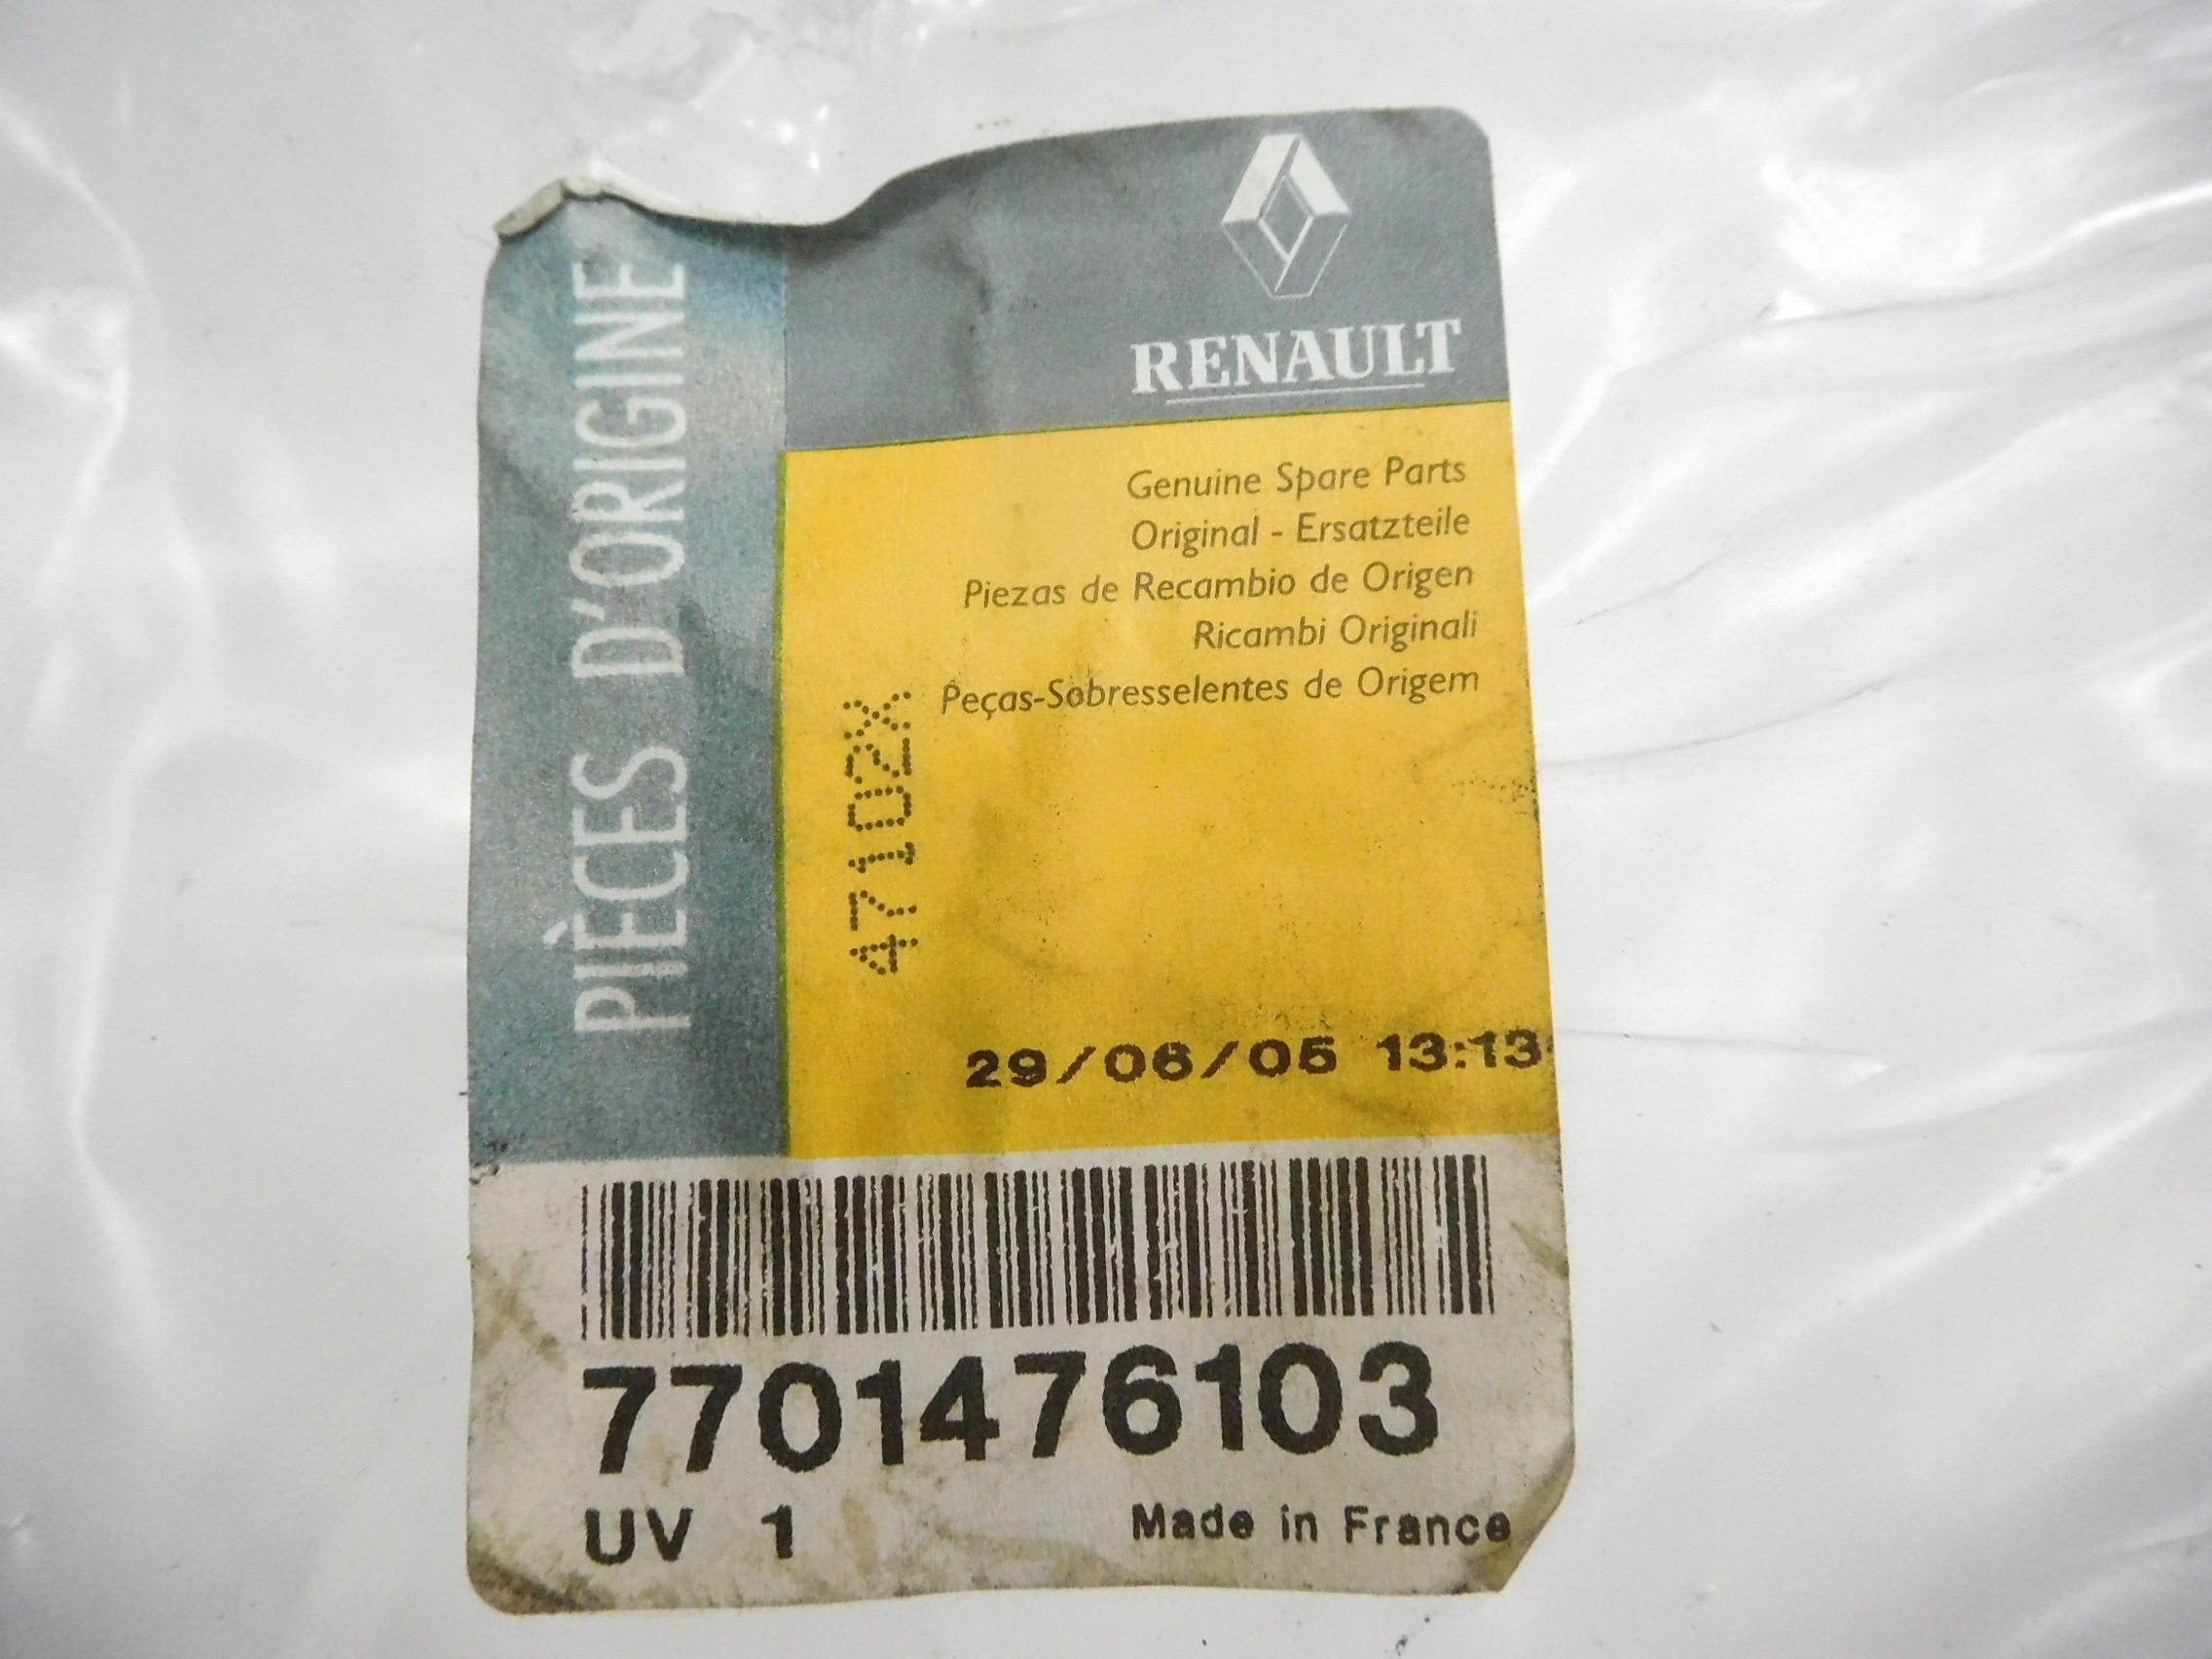 PIÈCES D'ORIGINE
RENAULT
Genuine Spare Parts
Original - Ersatzteile
Piezas de Recambio de Origen
Ricambi Originali
Peças-Sobresselentes de Origem
47102X
29/06/05 13:13
7701476103
UV 1
Made in France